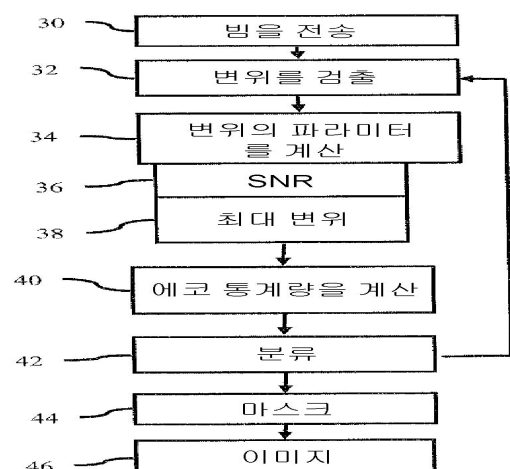 30 빔을 전송
32 변위를 검출
34 변위의 파라미터
를 계산
36 SNR
38 최대 변위
40 에코 통계량을 계산
42 분류
44 마스크
46 이미지